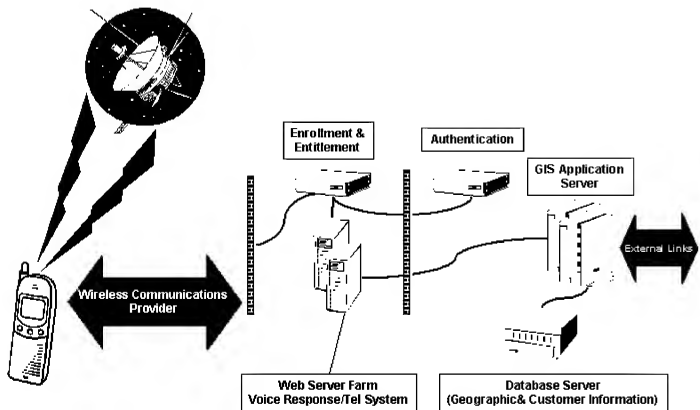 Enrollment &
Entitlement
Authentication
GIS Application
Server
External Links
Wireless Communications
Provider
Web Server Farm
Voice Response/Tel System
Database Server
(Geographic& Customer Information)